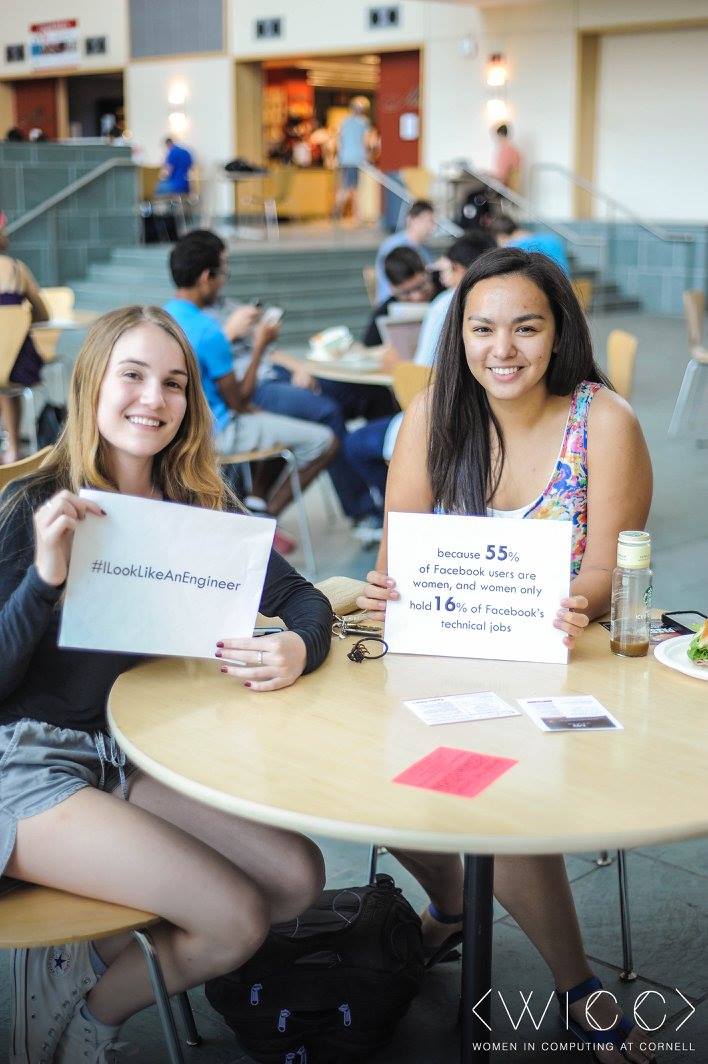 #ILookLikeAnEngineer
because 55%
of Facebook users are
women, and women only
hold 16% of Facebook's
technical jobs
<WICC>
WOMEN IN COMPUTING AT CORNELL